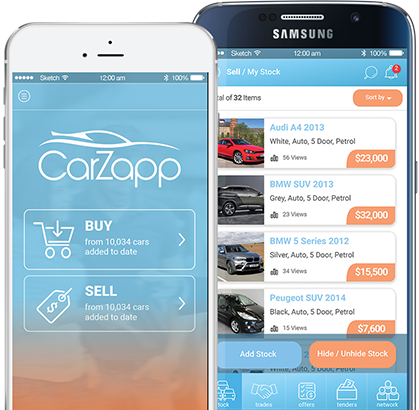 Sketch
12:00 am
100%
CarZapp
BUY
from 10,034 cars
added to date
SELL
from 10,034 cars
added to date
SAMSUNG
Sketch
12:00 am
100%
Sell / My Stock
2
tal of 32 Items
Sort by
Audi A4 2013
White, Auto, 5 Door, Petrol
56 Views
$23,000
BMW SUV 2013
Grey, Auto, 5 Door, Petrol
23 Views
$32,000
BMW 5 Series 2012
Silver, Auto, 5 Door, Petrol
34 Views
$15,500
Peugeot SUV 2014
Black, Auto, 5 Door, Petrol
15 Views
$7,600
Add Stock
Hide / Unhide Stock
stock
trades
offers
tenders
network